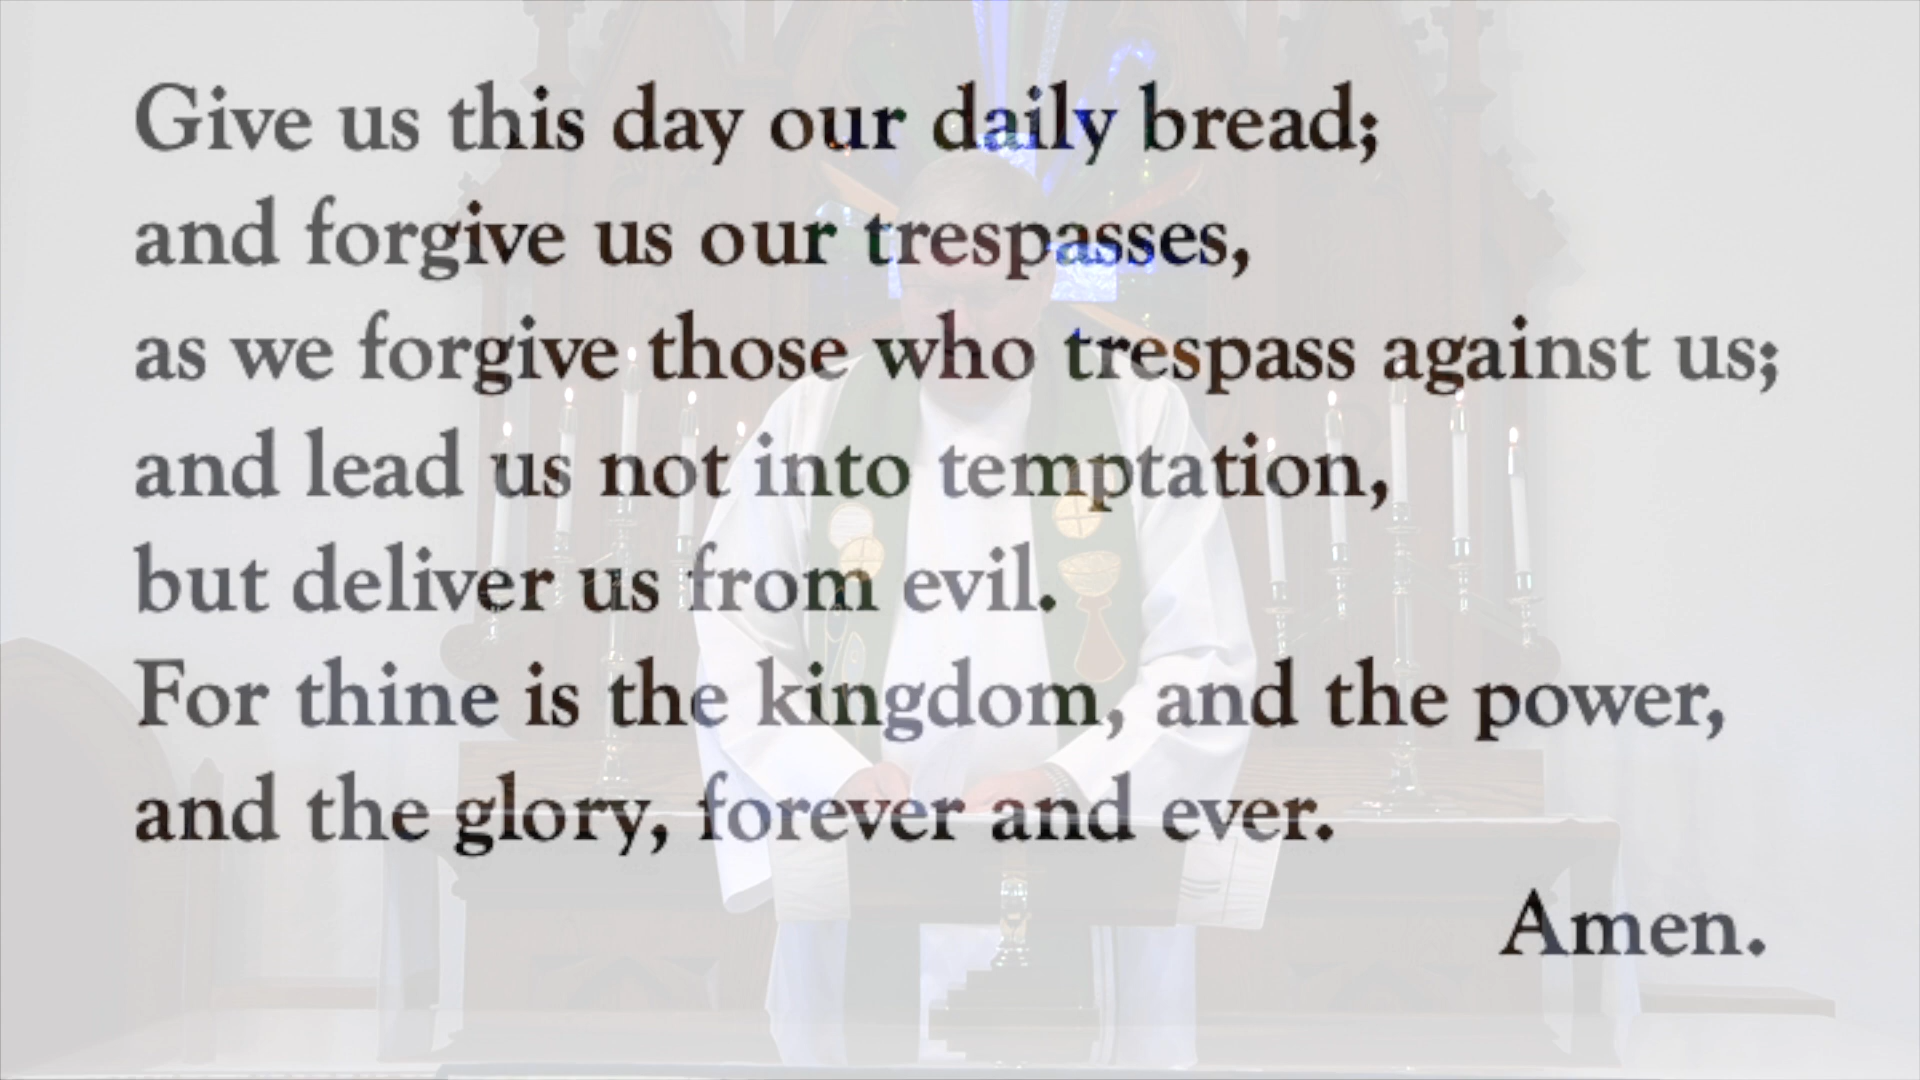 Give us this day our daily bread;
and forgive us our trespasses,
as we forgive those who trespass against us;
and lead us not into temptation,
but deliver us from evil.
For thine is the kingdom, and the power,
and the glory, forever and ever.
Amen.